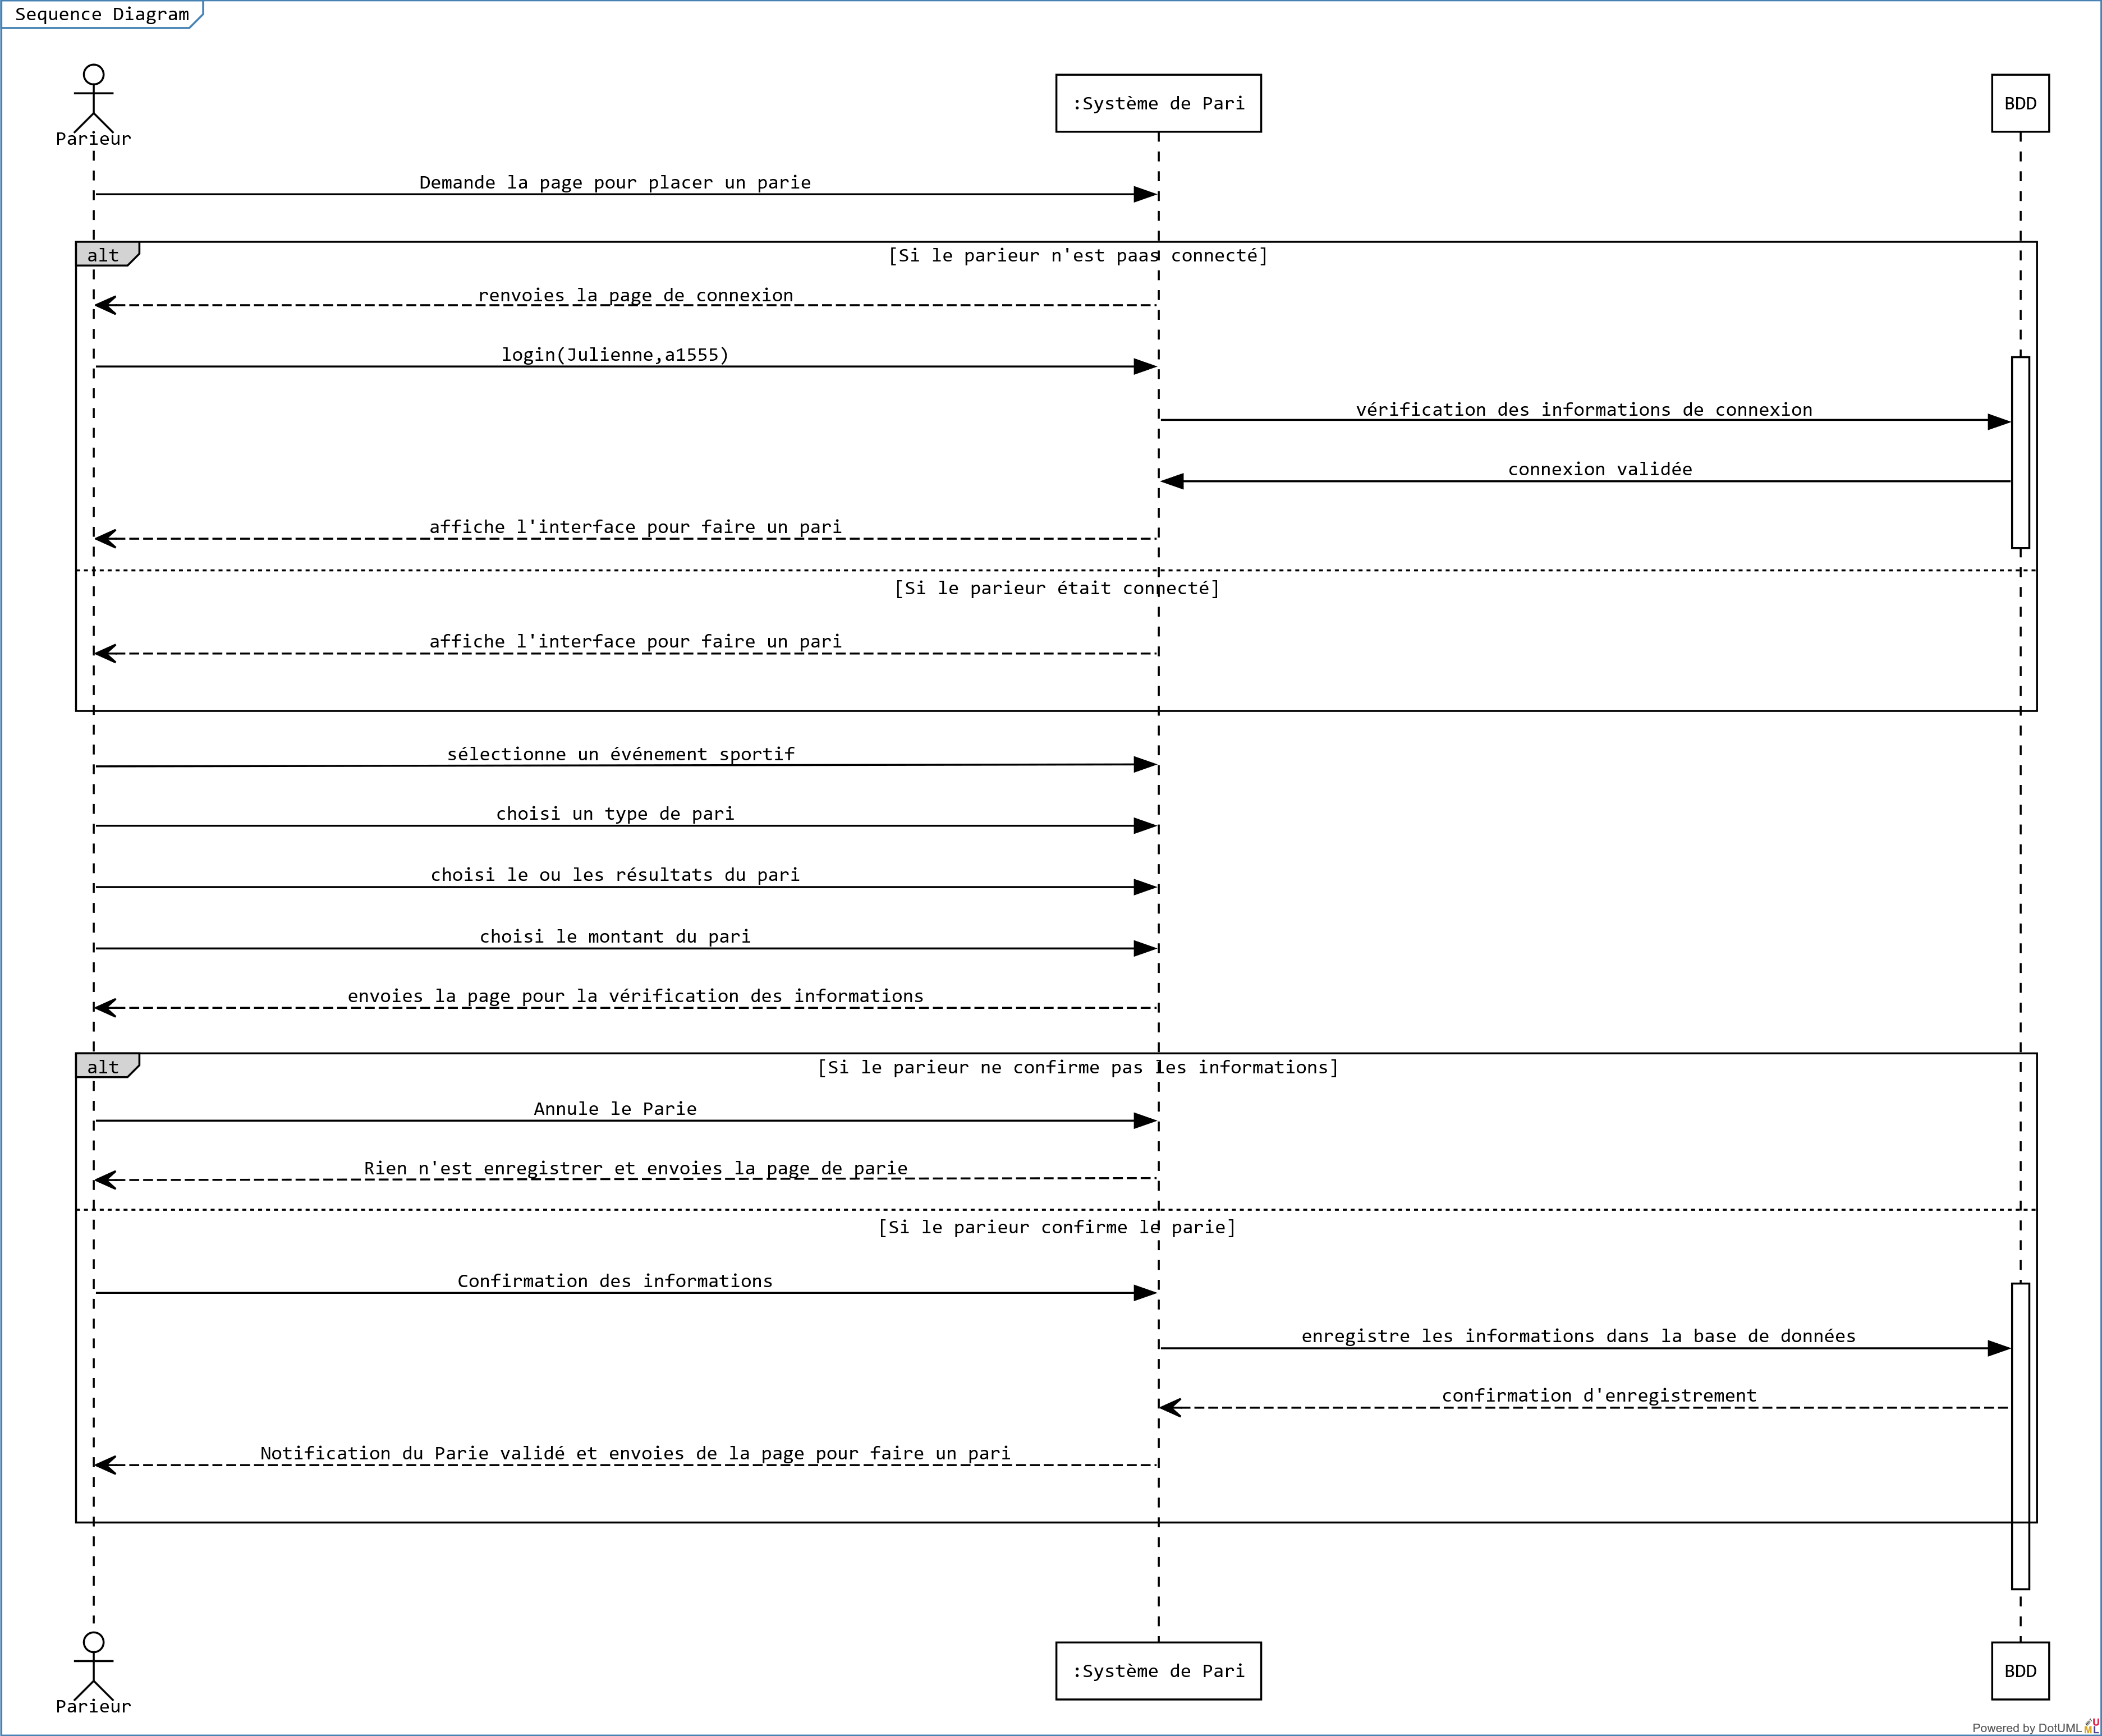 Sequence Diagram
Parieur
:Système de Pari
BDD
Demande la page pour placer un parie
alt
[Si le parieur n'est paas connecté]
renvoies la page de connexion
login(Julienne,a1555)
vérification des informations de connexion
connexion validée
affiche l'interface pour faire un pari
[Si le parieur était connecté]
affiche l'interface pour faire un pari
sélectionne un événement sportif
choisi un type de pari
choisi le ou les résultats du pari
choisi le montant du pari
envoies la page pour la vérification des informations
alt
[Si le parieur ne confirme pas les informations]
Annule le Parie
Rien n'est enregistrer et envoies la page de parie
[Si le parieur confirme le parie]
Confirmation des informations
enregistre les informations dans la base de données
confirmation d'enregistrement
Notification du Parie validé et envoies de la page pour faire un pari
Parieur
:Système de Pari
BDD
Powered by DotUML
UML